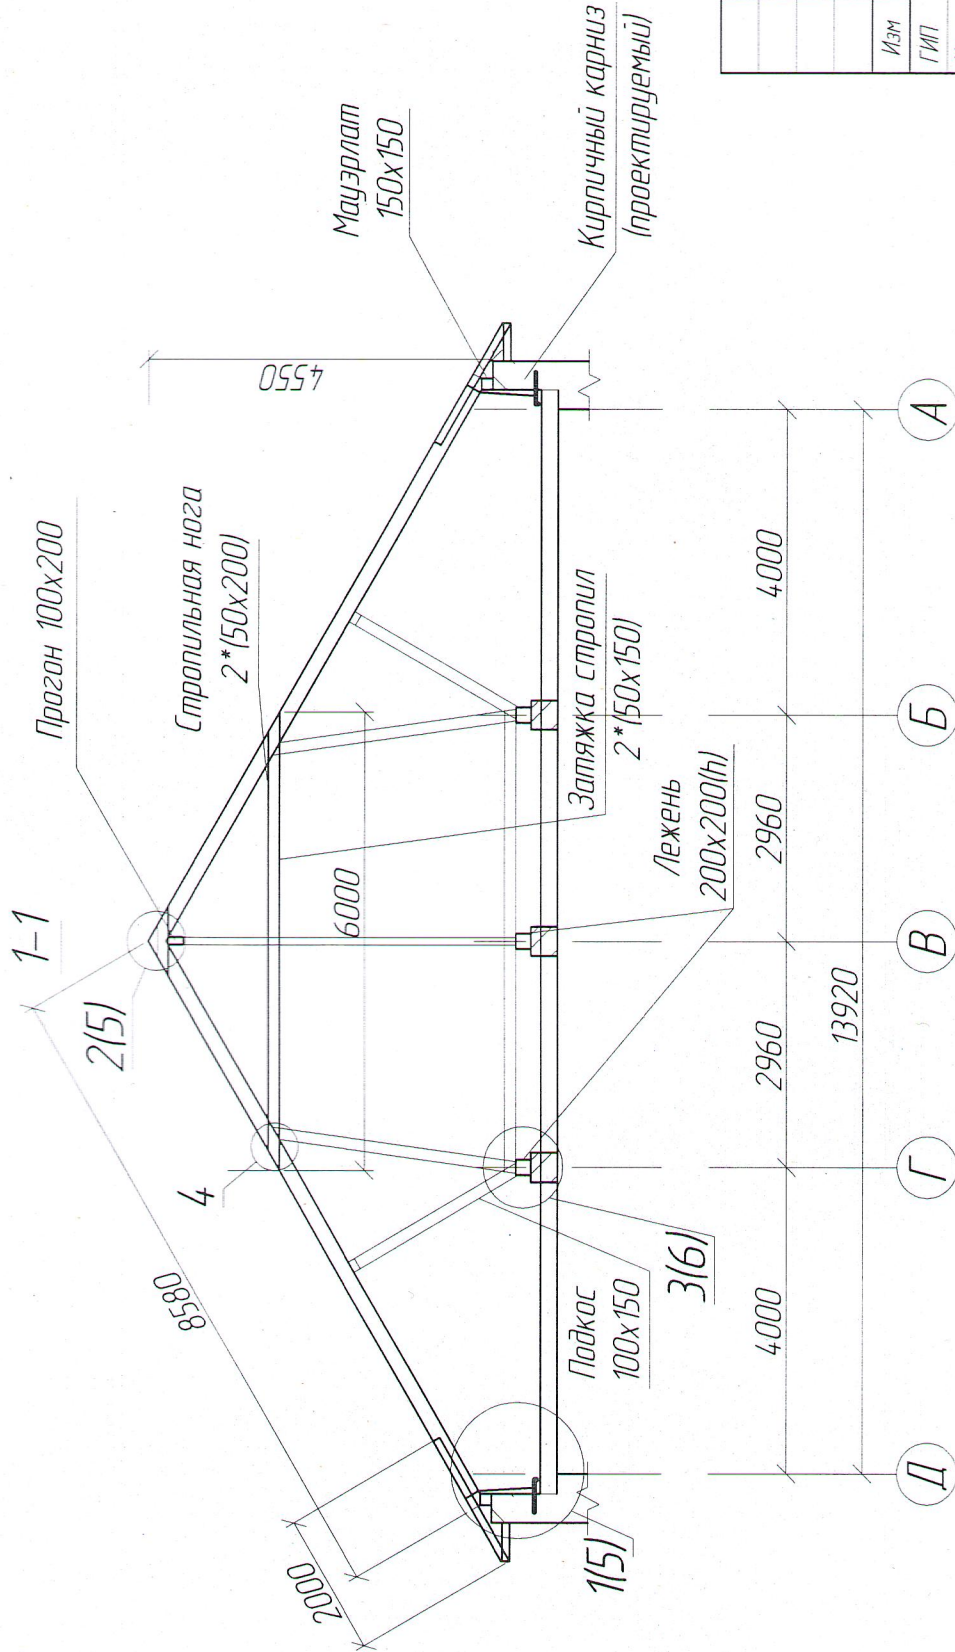 1-1
Прогон 100х200
2(5)
Стропильная нога
2*(50х200)
4550
Мауэрлат
150х150
Кирпичный карниз
(проектируемый)
8580
4
6000
Затяжка стропил
2*(50х150)
Лежень
200х200(h)
2000
1(5)
Подкос
100х150
3(6)
4000
2960
2960
4000
13920
Д
Г
В
Б
А
Изм
ГИП